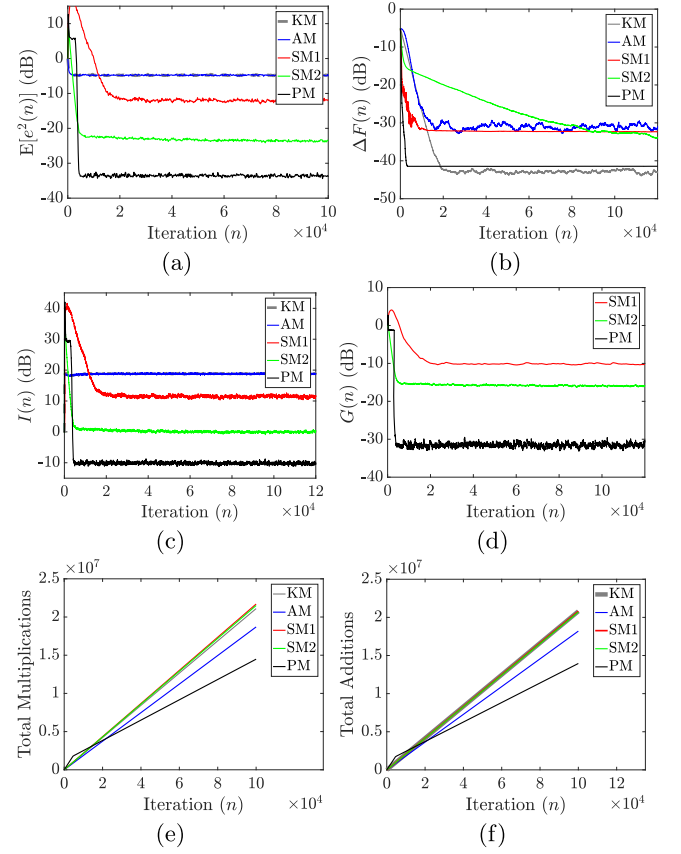 E[e²(n)] (dB)
10
0
-10
-20
-30
-40
0 2 4 6 8 10
Iteration (n) ×10⁴
KM
AM
SM1
SM2
PM
(a)
ΔF(n) (dB)
0
-10
-20
-30
-40
-50
0 2 4 6 8 10
Iteration (n) ×10⁴
KM
AM
SM1
SM2
PM
(b)
I(n) (dB)
40
30
20
10
0
-10
0 2 4 6 8 10 12
Iteration (n) ×10⁴
KM
AM
SM1
SM2
PM
(c)
G(n) (dB)
10
0
-10
-20
-30
-40
0 2 4 6 8 10
Iteration (n) ×10⁴
SM1
SM2
PM
(d)
Total Multiplications
×10⁷
2.5
2
1.5
1
0.5
0
0 2 4 6 8 10
Iteration (n) ×10⁴
KM
AM
SM1
SM2
PM
(e)
Total Additions
×10⁷
2.5
2
1.5
1
0.5
0
0 2 4 6 8 10 12
Iteration (n) ×10⁴
KM
AM
SM1
SM2
PM
(f)